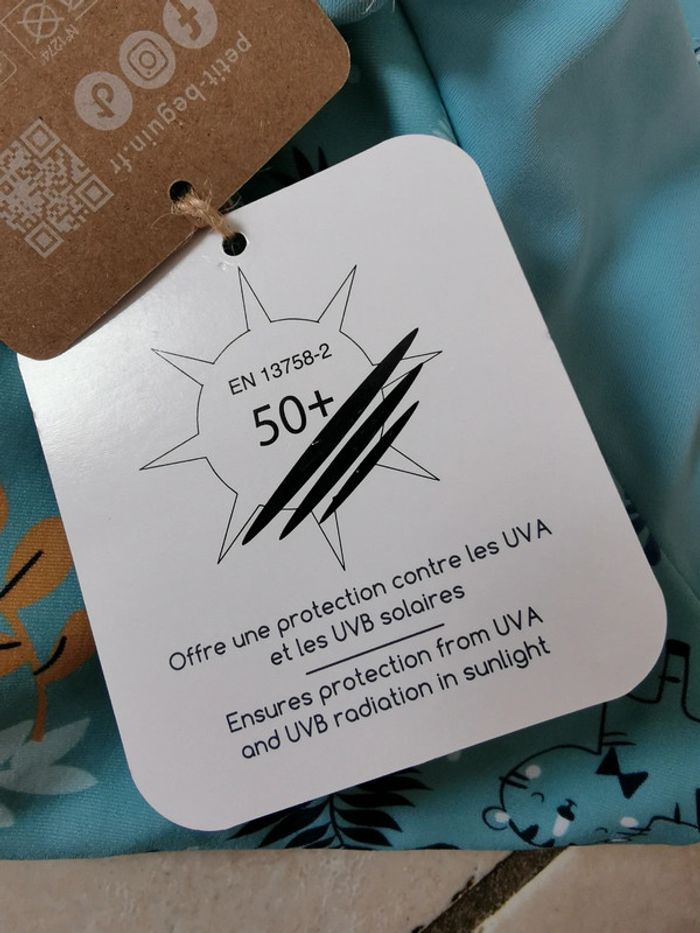 petit-beguin.fr
EN 13758-2
50+
Offre une protection contre les UVA
et les UVB solaires
Ensures protection from UVA
and UVB radiation in sunlight